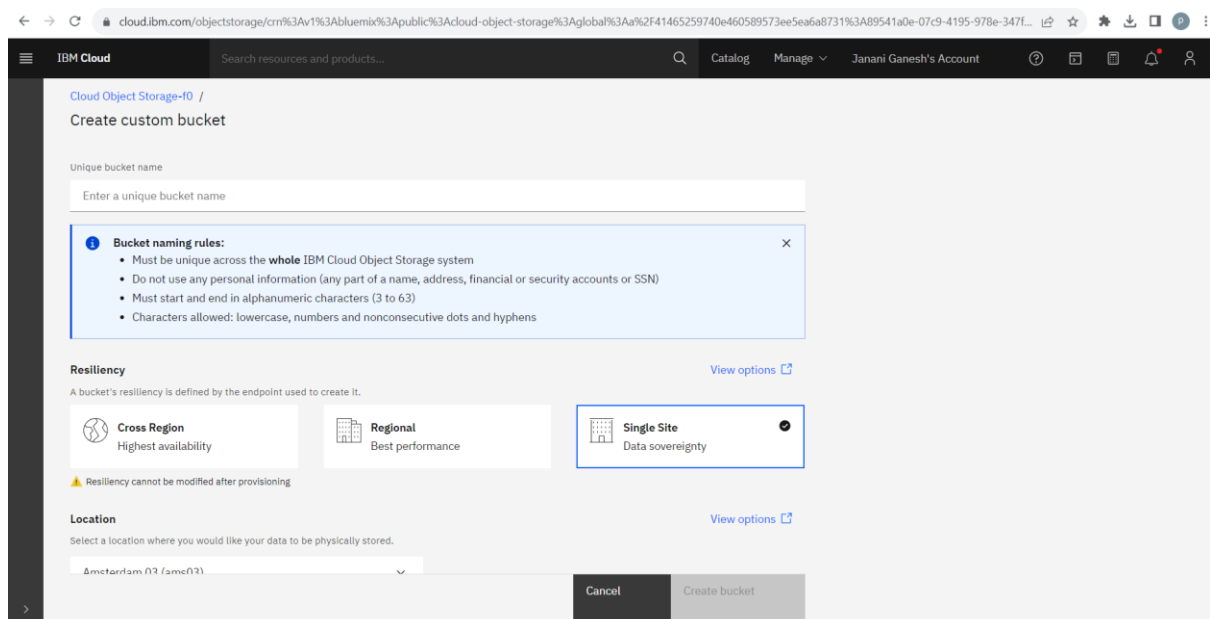 cloud.ibm.com/objectstorage/crn%3Av1%3Abluemix%3Apublic%3Acloud-object-storage%3Aglobal%3Aa%2F41465259740e460589573ee5ea6a8731%3A89541a0e-07c9-4195-978e-347f...
P
IBM Cloud
Search resources and products...
Catalog
Manage
Janani Ganesh's Account
Cloud Object Storage-f0 /
Create custom bucket
Unique bucket name
Enter a unique bucket name
Bucket naming rules:
• Must be unique across the whole IBM Cloud Object Storage system
• Do not use any personal information (any part of a name, address, financial or security accounts or SSN)
• Must start and end in alphanumeric characters (3 to 63)
• Characters allowed: lowercase, numbers and nonconsecutive dots and hyphens
Resiliency
View options
A bucket's resiliency is defined by the endpoint used to create it.
Cross Region
Highest availability
Regional
Best performance
Single Site
Data sovereignty
Resiliency cannot be modified after provisioning
Location
View options
Select a location where you would like your data to be physically stored.
Amsterdam 03 (ams03)
Cancel
Create bucket